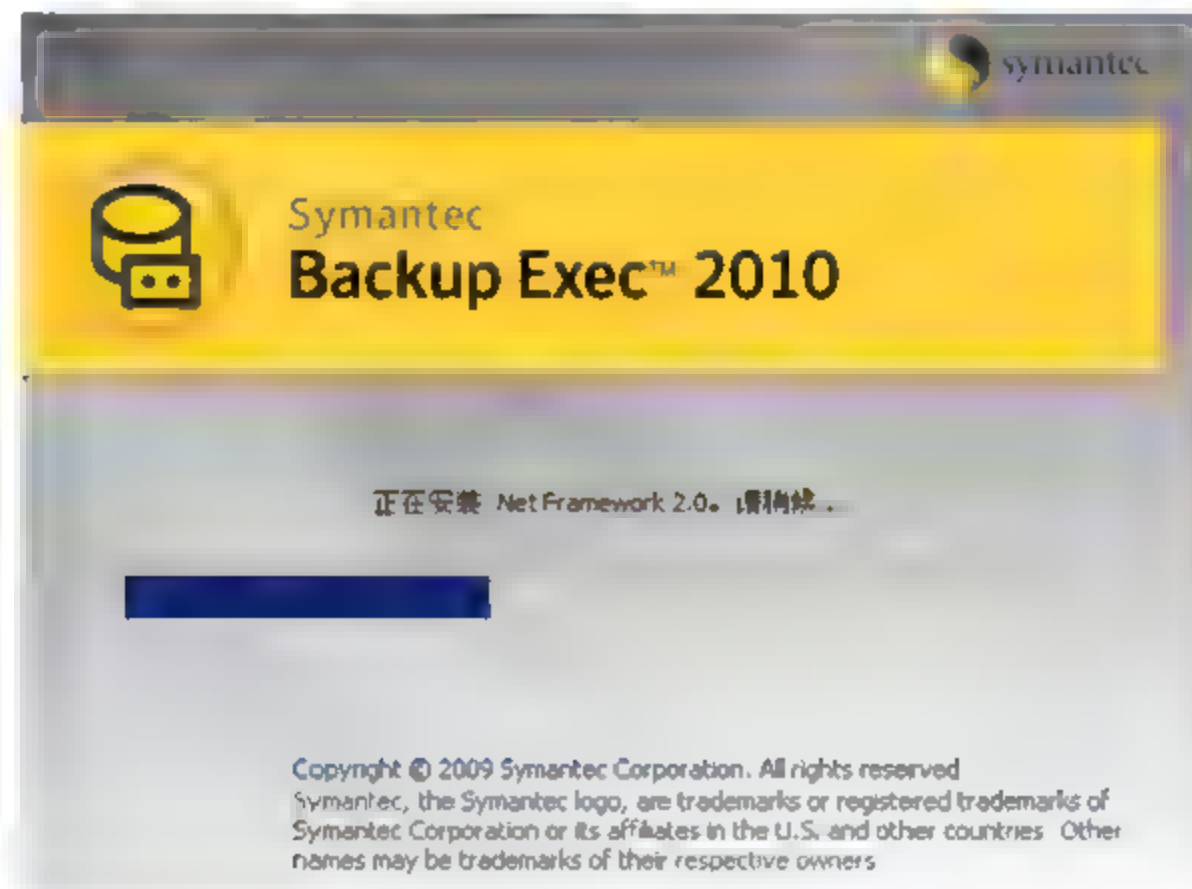 symantec
Symantec
Backup Exec™ 2010
正在安装 .Net Framework 2.0。请稍候...
Copyright © 2009 Symantec Corporation. All rights reserved
Symantec, the Symantec logo, are trademarks or registered trademarks of
Symantec Corporation or its affiliates in the U.S. and other countries. Other
names may be trademarks of their respective owners